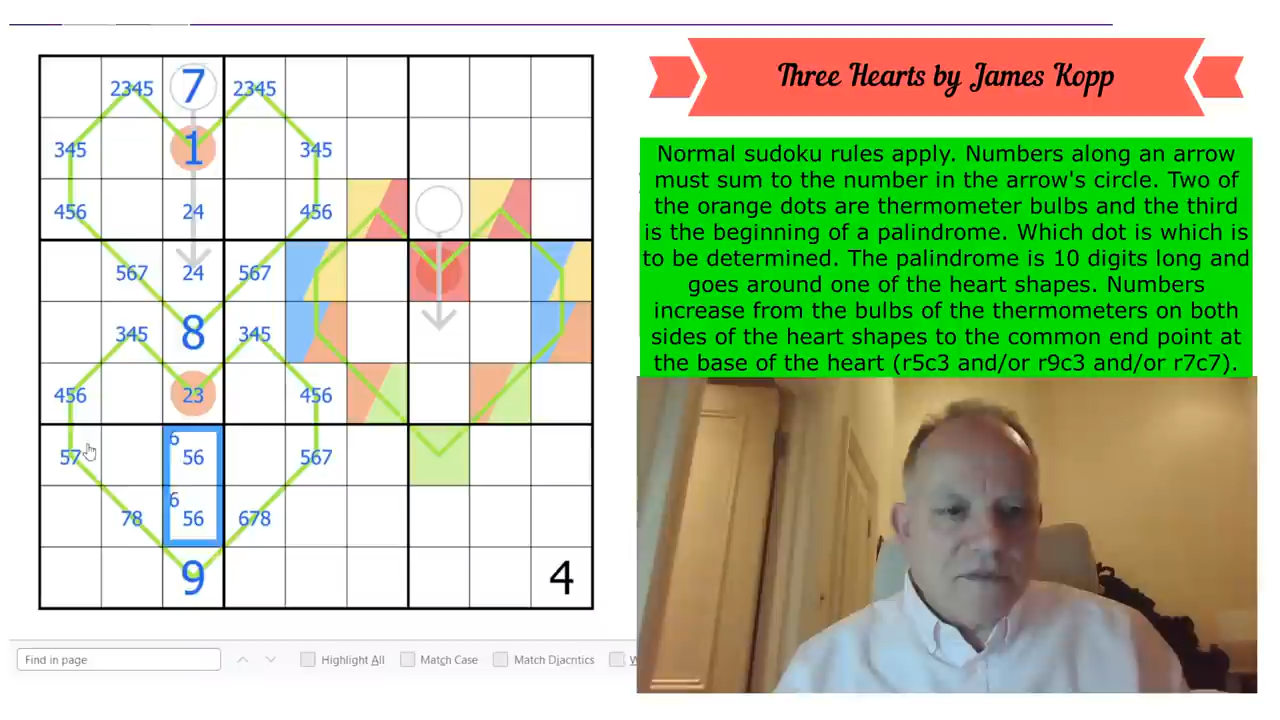 Three Hearts by James Kopp
Normal sudoku rules apply. Numbers along an arrow
must sum to the number in the arrow's circle. Two of
the orange dots are thermometer bulbs and the third
is the beginning of a palindrome. Which dot is which is
to be determined. The palindrome is 10 digits long and
goes around one of the heart shapes. Numbers
increase from the bulbs of the thermometers on both
sides of the heart shapes to the common end point at
the base of the heart (r5c3 and/or r9c3 and/or r7c7).
2345 7 2345
345 1 345
456 24 456
567 24 567
345 8 345
456 23 456
57 6 56 567
78 6 56 678
9 4
Find in page Highlight All Match Case Match Diacritics